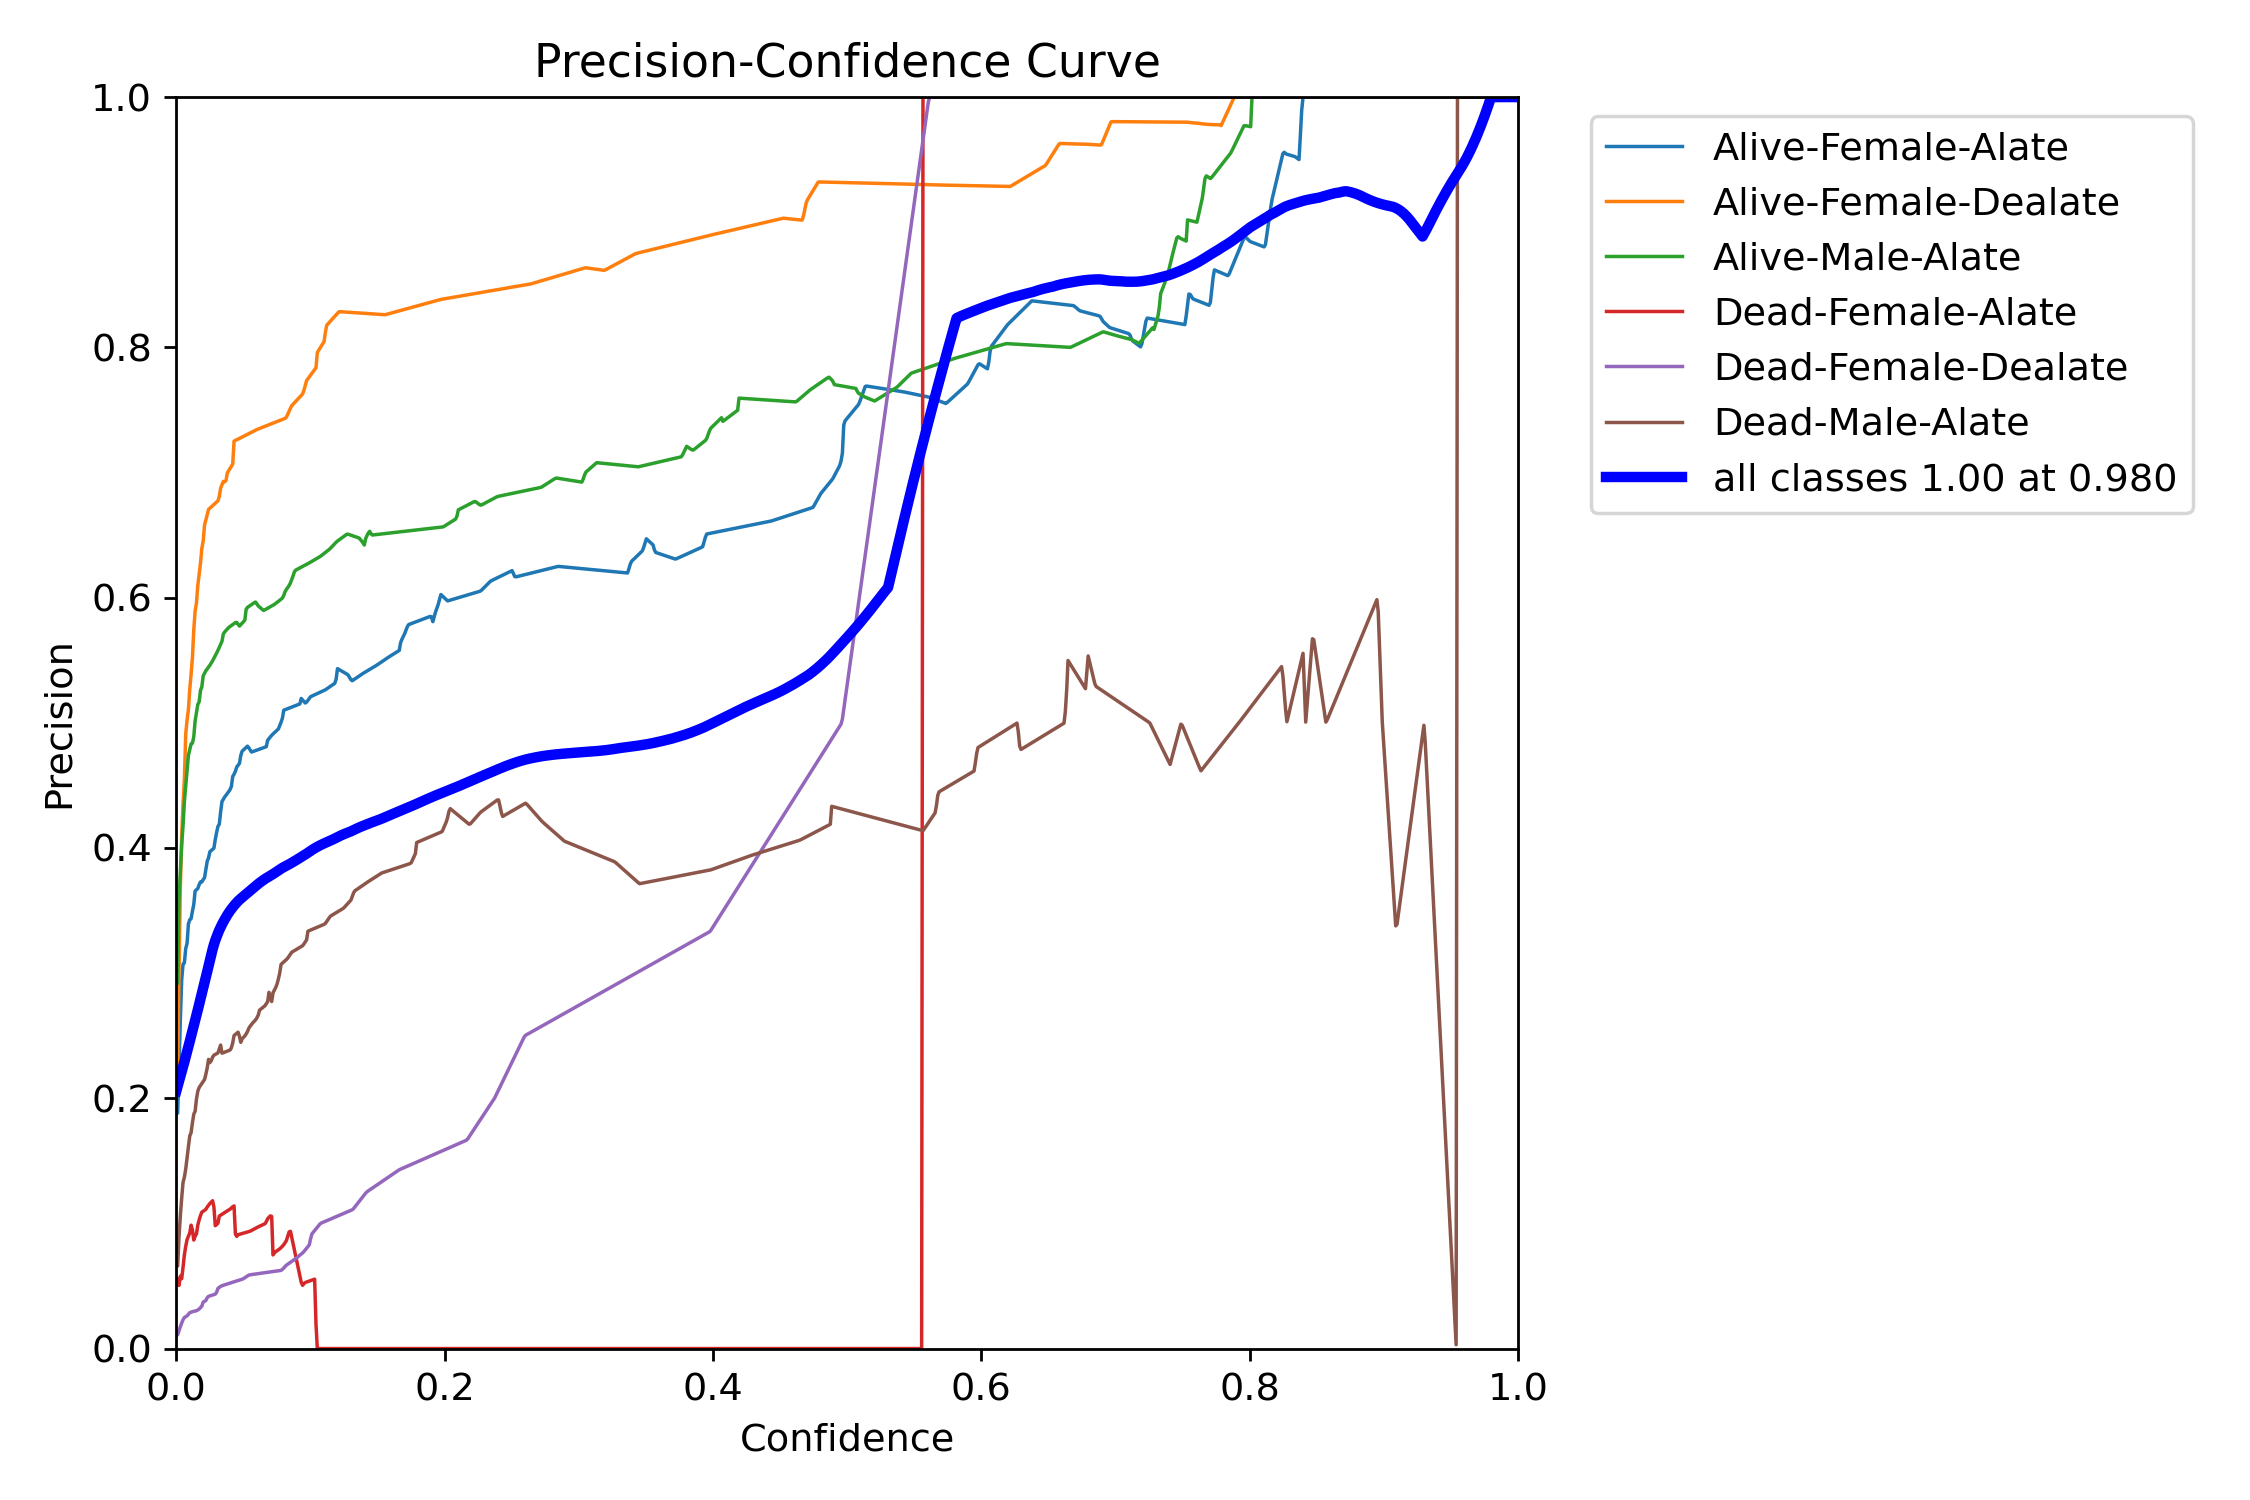 Precision-Confidence Curve
1.0
0.8
0.6
0.4
0.2
0.0
Precision
0.0 0.2 0.4 0.6 0.8 1.0
Confidence
Alive-Female-Alate
Alive-Female-Dealate
Alive-Male-Alate
Dead-Female-Alate
Dead-Female-Dealate
Dead-Male-Alate
all classes 1.00 at 0.980